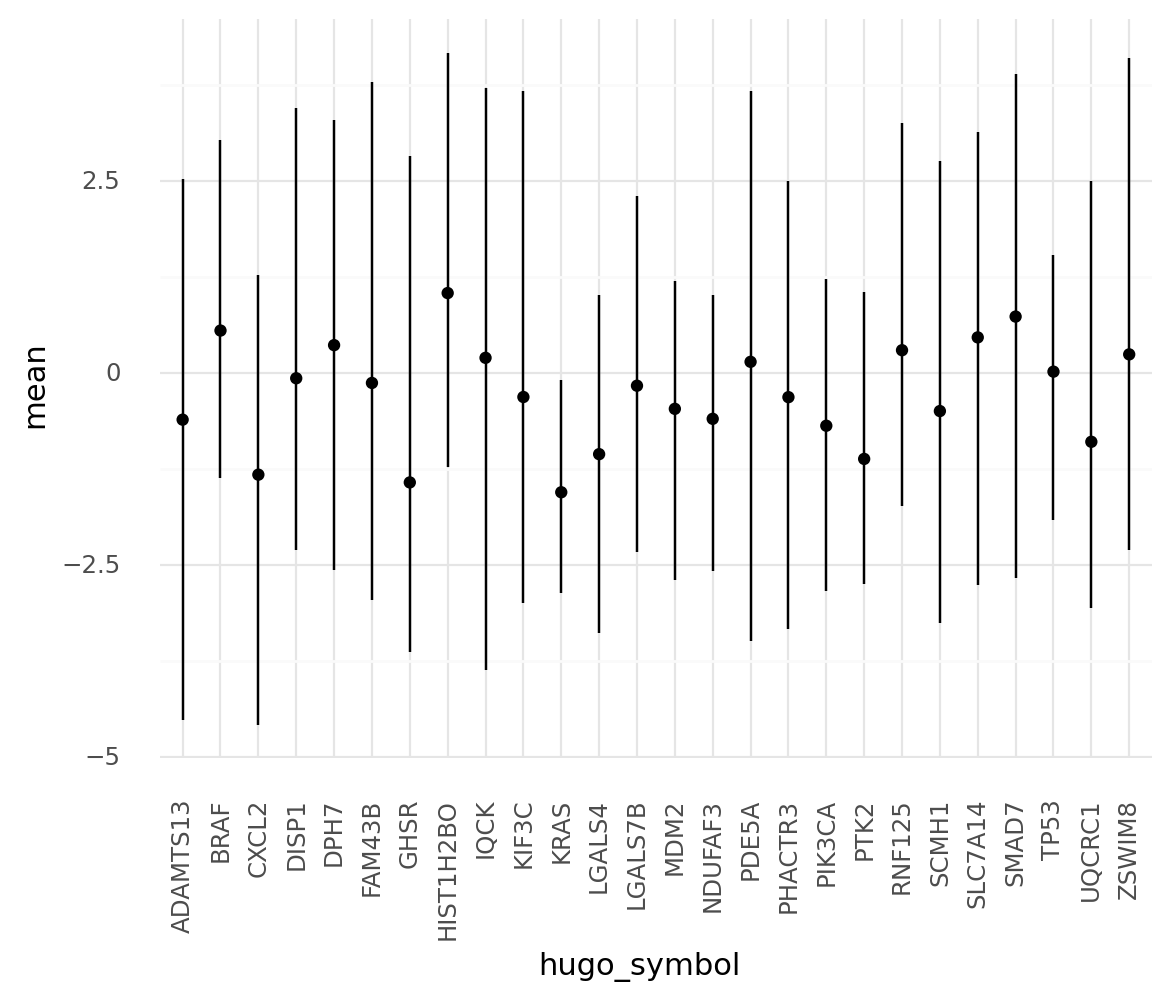 mean
2.5
0
−2.5
−5
ADAMTS13
BRAF
CXCL2
DISP1
DPH7
FAM43B
GHSR
HIST1H2BO
IQCK
KIF3C
KRAS
LGALS4
LGALS7B
MDM2
NDUFAF3
PDE5A
PHACTR3
PIK3CA
PTK2
RNF125
SCMH1
SLC7A14
SMAD7
TP53
UQCRC1
ZSWIM8
hugo_symbol